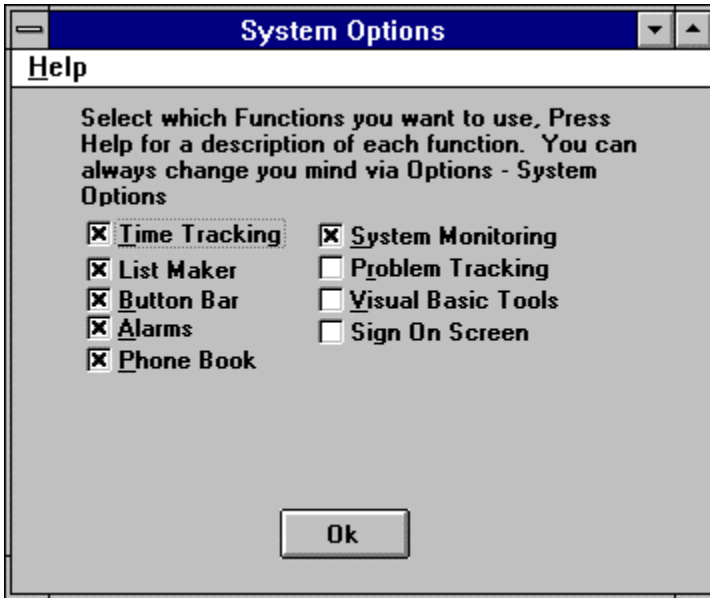 System Options
Help
Select which Functions you want to use, Press
Help for a description of each function.  You can
always change you mind via Options - System
Options
Time Tracking
System Monitoring
List Maker
Problem Tracking
Button Bar
Visual Basic Tools
Alarms
Sign On Screen
Phone Book
Ok